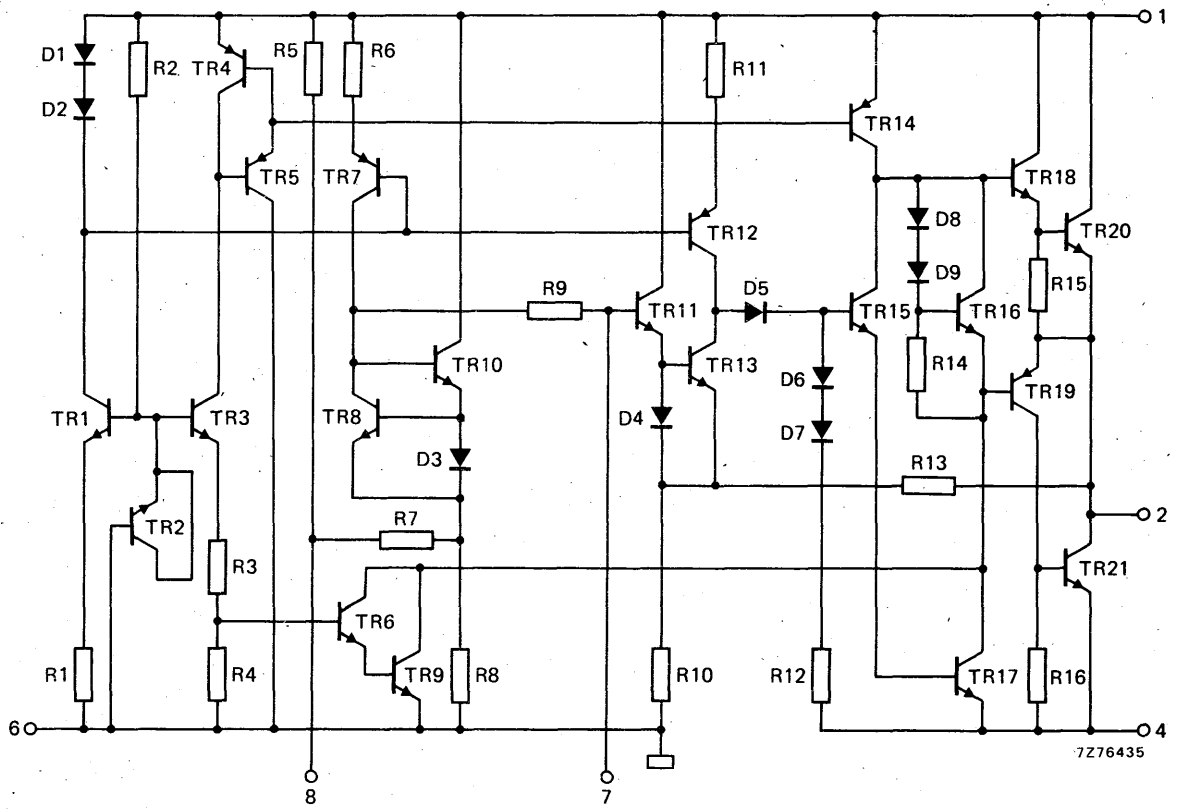 1
D1
R2
TR4
R5
R6
R11
D2
TR14
TR5
TR7
TR18
D8
TR12
TR20
D9
R9
TR11
D5
TR15
TR16
R15
TR10
TR13
R14
D6
TR19
TR1
TR3
TR8
D4
D7
D3
R13
R7
2
TR2
R3
TR21
TR6
R1
R4
TR9
R8
R10
R12
TR17
R16
6
4
7Z76435
8
7